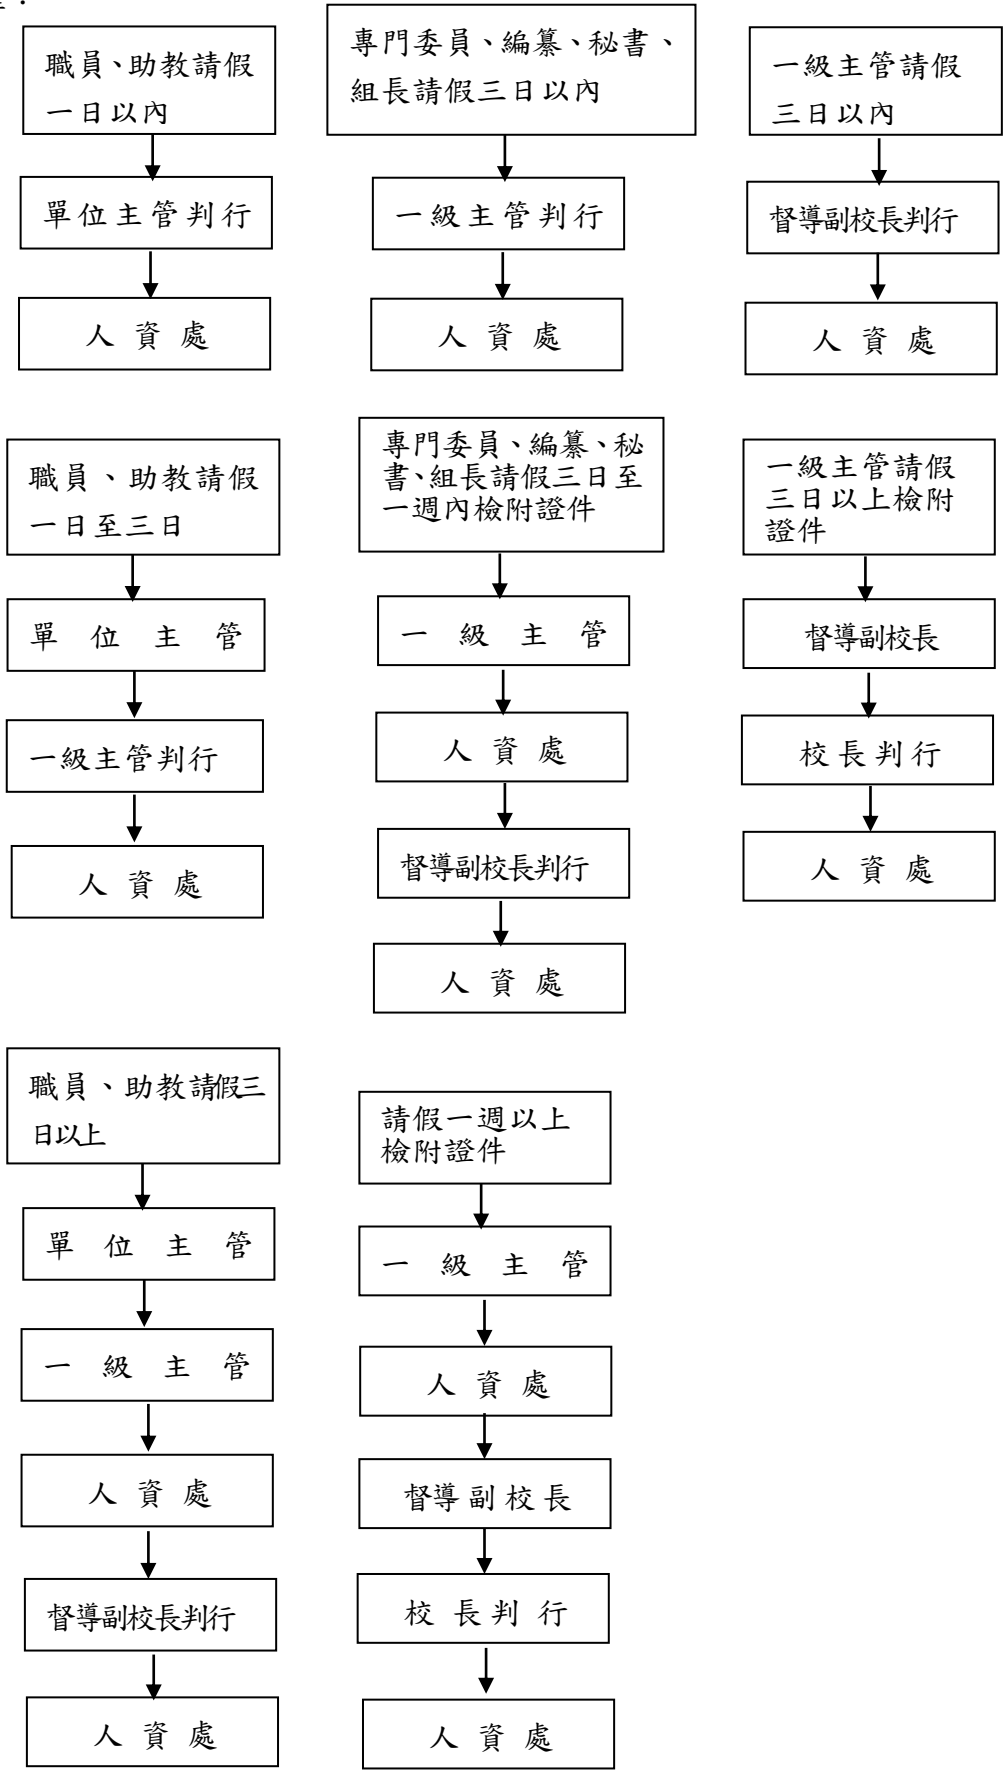 職員、助教請假
一日以內
單位主管判行
人資處
專門委員、編纂、秘書、
組長請假三日以內
一級主管判行
人資處
一級主管請假
三日以內
督導副校長判行
人資處
職員、助教請假
一日至三日
單位主管
一級主管判行
人資處
專門委員、編纂、秘
書、組長請假三日至
一週內檢附證件
一級主管
人資處
督導副校長判行
人資處
一級主管請假
三日以上檢附
證件
督導副校長
校長判行
人資處
職員、助教請假三
日以上
單位主管
一級主管
人資處
督導副校長判行
人資處
請假一週以上
檢附證件
一級主管
人資處
督導副校長
校長判行
人資處